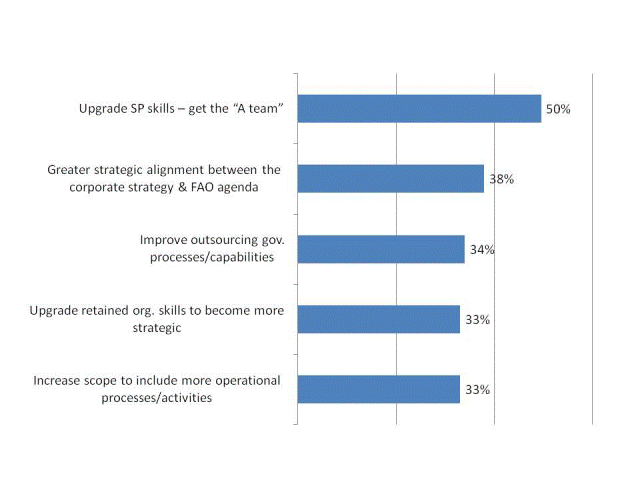 Upgrade SP skills – get the “A team”
50%
Greater strategic alignment between the
corporate strategy & FAO agenda
38%
Improve outsourcing gov.
processes/capabilities
34%
Upgrade retained org. skills to become more
strategic
33%
Increase scope to include more operational
processes/activities
33%